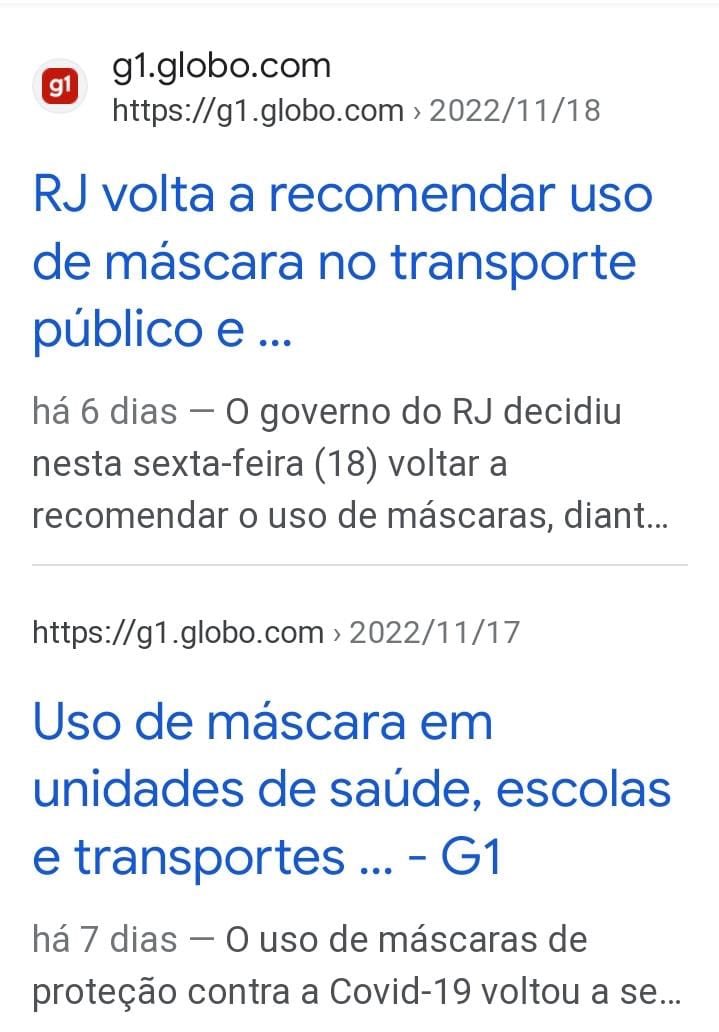 g1
g1.globo.com
https://g1.globo.com › 2022/11/18
RJ volta a recomendar uso
de máscara no transporte
público e ...
há 6 dias — O governo do RJ decidiu
nesta sexta-feira (18) voltar a
recomendar o uso de máscaras, diant...
https://g1.globo.com › 2022/11/17
Uso de máscara em
unidades de saúde, escolas
e transportes ... - G1
há 7 dias — O uso de máscaras de
proteção contra a Covid-19 voltou a se...